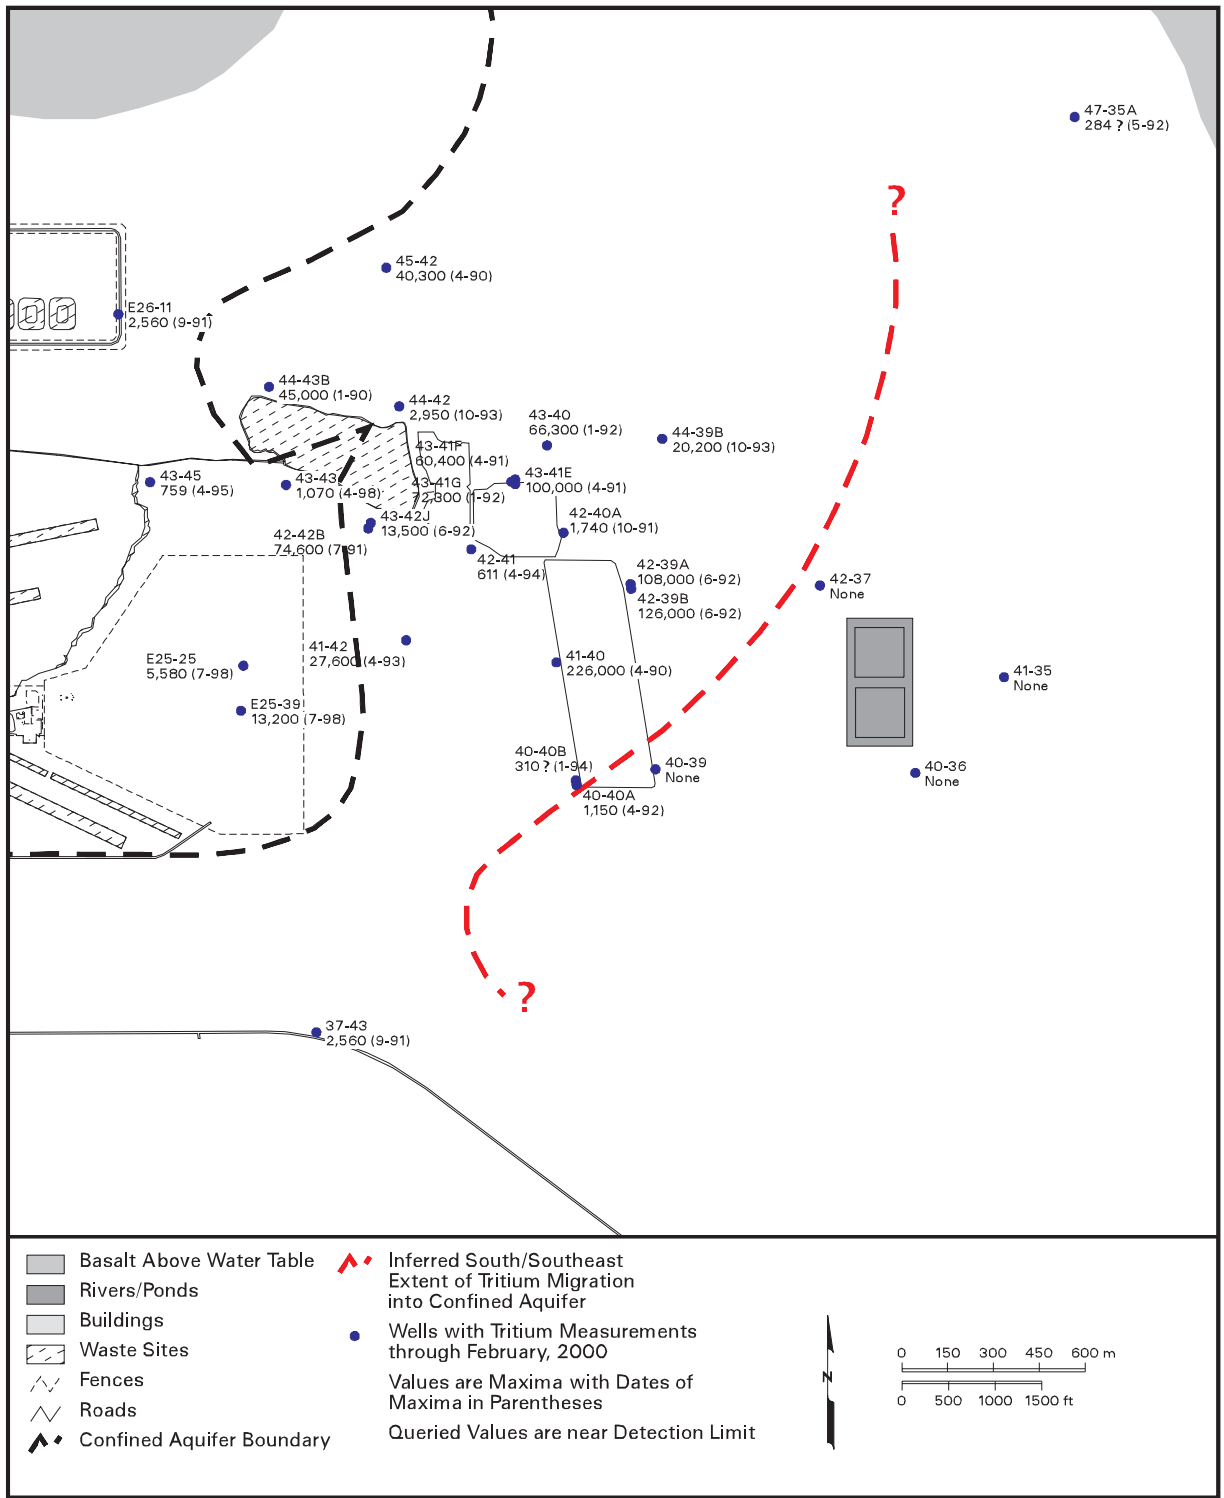 47-35A
284 ? (5-92)
?
45-42
40,300 (4-90)
E26-11
2,560 (9-91)
44-43B
45,000 (1-90)
44-42
2,950 (10-93)
43-40
66,300 (1-92)
44-39B
20,200 (10-93)
43-41F
60,400 (4-91)
43-45
759 (4-95)
43-43
1,070 (4-98)
43-41G
72,300 (1-92)
43-41E
100,000 (4-91)
43-42J
13,500 (6-92)
42-40A
1,740 (10-91)
42-42B
74,600 (7-91)
42-41
611 (4-94)
42-39A
108,000 (6-92)
42-39B
126,000 (6-92)
42-37
None
41-42
27,600 (4-93)
E25-25
5,580 (7-98)
41-40
226,000 (4-90)
41-35
None
E25-39
13,200 (7-98)
40-40B
310 ? (1-94)
40-39
None
40-36
None
40-40A
1,150 (4-92)
?
37-43
2,560 (9-91)
Basalt Above Water Table
Rivers/Ponds
Buildings
Waste Sites
Fences
Roads
Confined Aquifer Boundary
Inferred South/Southeast
Extent of Tritium Migration
into Confined Aquifer
Wells with Tritium Measurements
through February, 2000
Values are Maxima with Dates of
Maxima in Parentheses
Queried Values are near Detection Limit
N
0 150 300 450 600 m
0 500 1000 1500 ft